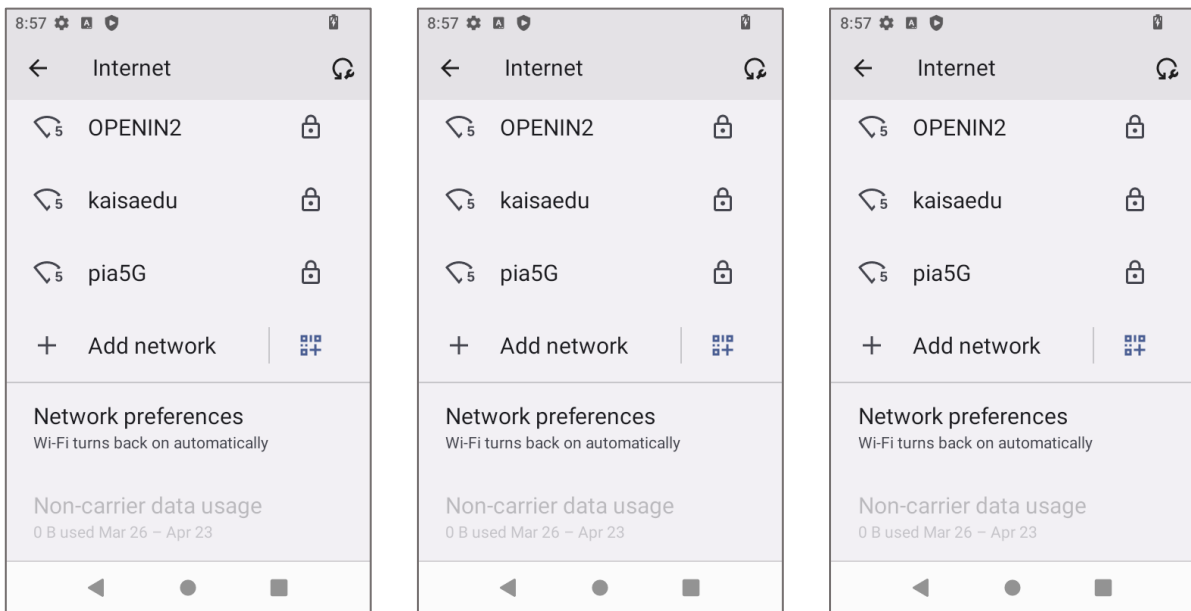 8:57
Internet
OPENIN2
kaisaedu
pia5G
Add network
Network preferences
Wi-Fi turns back on automatically
Non-carrier data usage
0 B used Mar 26 – Apr 23
8:57
Internet
OPENIN2
kaisaedu
pia5G
Add network
Network preferences
Wi-Fi turns back on automatically
Non-carrier data usage
0 B used Mar 26 – Apr 23
8:57
Internet
OPENIN2
kaisaedu
pia5G
Add network
Network preferences
Wi-Fi turns back on automatically
Non-carrier data usage
0 B used Mar 26 – Apr 23